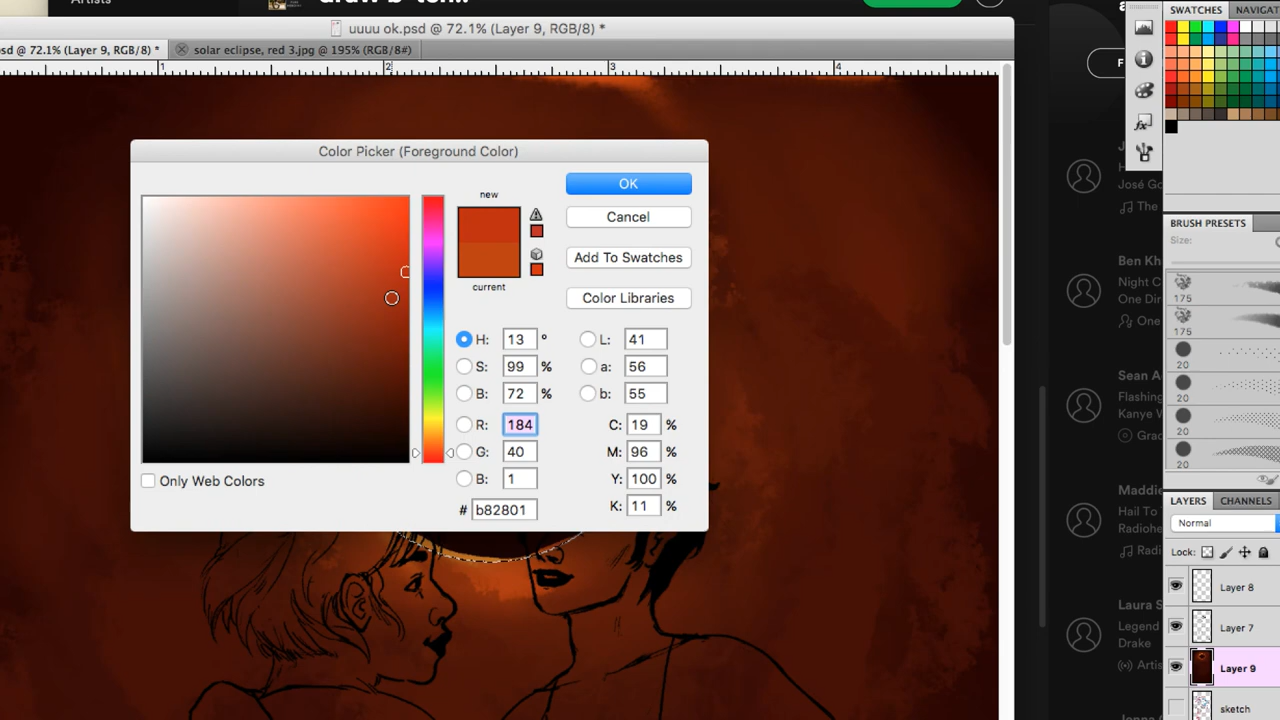 Artists
uuuu ok.psd @ 72.1% (Layer 9, RGB/8) *
sd @ 72.1% (Layer 9, RGB/8) *
solar eclipse, red 3.jpg @ 195% (RGB/8#)
1 2 3 4
Color Picker (Foreground Color)
new
current
OK
Cancel
Add To Swatches
Color Libraries
H: 13 °
S: 99 %
B: 72 %
R: 184
G: 40
B: 1
# b82801
L: 41
a: 56
b: 55
C: 19 %
M: 96 %
Y: 100 %
K: 11 %
Only Web Colors
F
J
H
José Go
The
Ben Kh
Night C
One Dir
One
Sean A
Flashing
Kanye W
Grad
Maddie
Hail To
Radiohe
Radi
Laura S
Legend
Drake
Artis
SWATCHES
NAVIGAT
BRUSH PRESETS
Size:
175
175
20
20
20
20
LAYERS
CHANNELS
Normal
Lock:
Layer 8
Layer 7
Layer 9
sketch